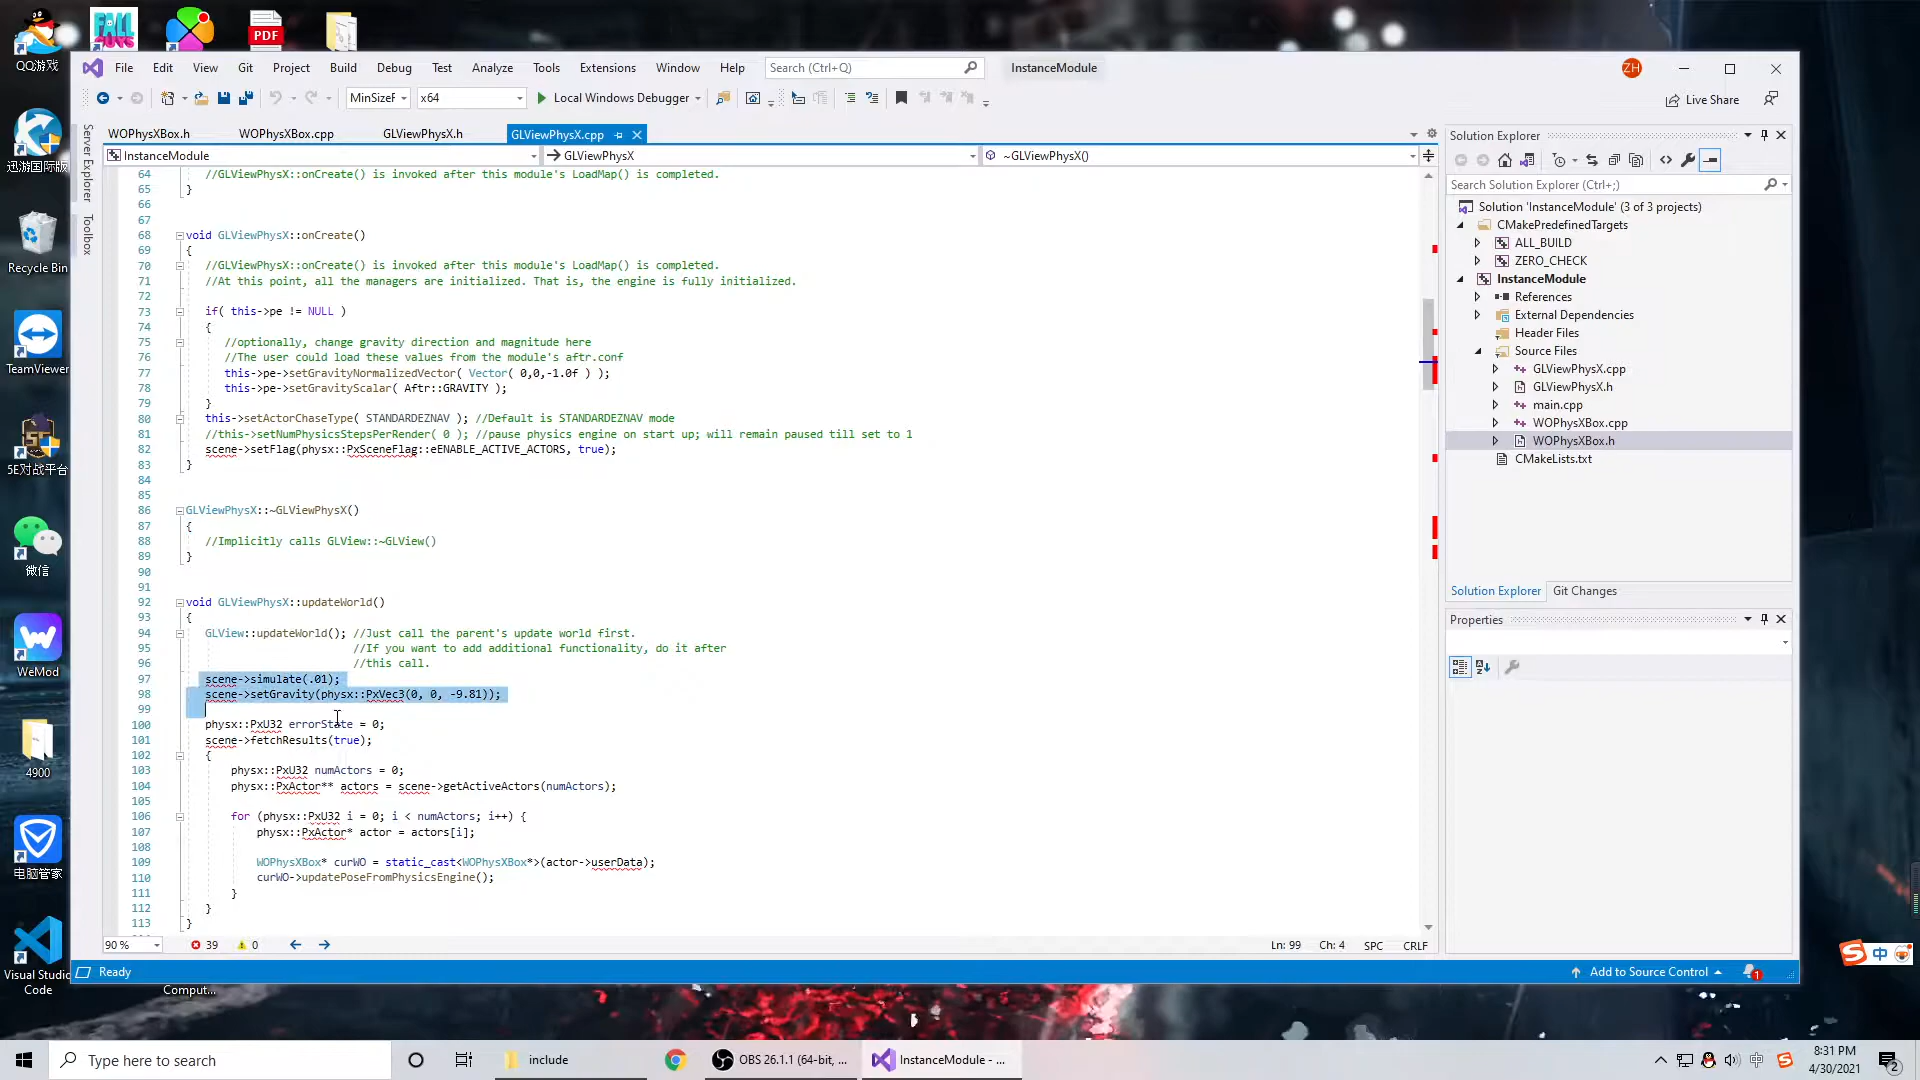 QQ游戏
FALL GUYS
PDF
迅游国际版
Recycle Bin
TeamViewer
5E对战平台
微信
WeMod
4900
电脑管家
Visual Studio Code
Comput...
File Edit View Git Project Build Debug Test Analyze Tools Extensions Window Help Search (Ctrl+Q) InstanceModule ZH
MinSizeF x64 Local Windows Debugger Live Share
WOPhysXBox.h WOPhysXBox.cpp GLViewPhysX.h GLViewPhysX.cpp
InstanceModule GLViewPhysX ~GLViewPhysX()
Server Explorer
Toolbox
64 //GLViewPhysX::onCreate() is invoked after this module's LoadMap() is completed.
65 }
66
67
68 void GLViewPhysX::onCreate()
69 {
70 //GLViewPhysX::onCreate() is invoked after this module's LoadMap() is completed.
71 //At this point, all the managers are initialized. That is, the engine is fully initialized.
72
73 if( this->pe != NULL )
74 {
75 //optionally, change gravity direction and magnitude here
76 //The user could load these values from the module's aftr.conf
77 this->pe->setGravityNormalizedVector( Vector( 0,0,-1.0f ) );
78 this->pe->setGravityScalar( Aftr::GRAVITY );
79 }
80 this->setActorChaseType( STANDARDEZNAV ); //Default is STANDARDEZNAV mode
81 //this->setNumPhysicsStepsPerRender( 0 ); //pause physics engine on start up; will remain paused till set to 1
82 scene->setFlag(physx::PxSceneFlag::eENABLE_ACTIVE_ACTORS, true);
83 }
84
85
86 GLViewPhysX::~GLViewPhysX()
87 {
88 //Implicitly calls GLView::~GLView()
89 }
90
91
92 void GLViewPhysX::updateWorld()
93 {
94 GLView::updateWorld(); //Just call the parent's update world first.
95 //If you want to add additional functionality, do it after
96 //this call.
97 scene->simulate(.01);
98 scene->setGravity(physx::PxVec3(0, 0, -9.81));
99
100 physx::PxU32 errorState = 0;
101 scene->fetchResults(true);
102 {
103 physx::PxU32 numActors = 0;
104 physx::PxActor** actors = scene->getActiveActors(numActors);
105
106 for (physx::PxU32 i = 0; i < numActors; i++) {
107 physx::PxActor* actor = actors[i];
108
109 WOPhysXBox* curWO = static_cast<WOPhysXBox*>(actor->userData);
110 curWO->updatePoseFromPhysicsEngine();
111 }
112 }
113 }
90 % 39 0 Ln: 99 Ch: 4 SPC CRLF
Ready Add to Source Control 1
Solution Explorer
Search Solution Explorer (Ctrl+;)
Solution 'InstanceModule' (3 of 3 projects)
CMakePredefinedTargets
ALL_BUILD
ZERO_CHECK
InstanceModule
References
External Dependencies
Header Files
Source Files
GLViewPhysX.cpp
GLViewPhysX.h
main.cpp
WOPhysXBox.cpp
WOPhysXBox.h
CMakeLists.txt
Solution Explorer Git Changes
Properties
S 中
Type here to search include OBS 26.1.1 (64-bit, ... InstanceModule - ... 中 S
8:31 PM
4/30/2021
2